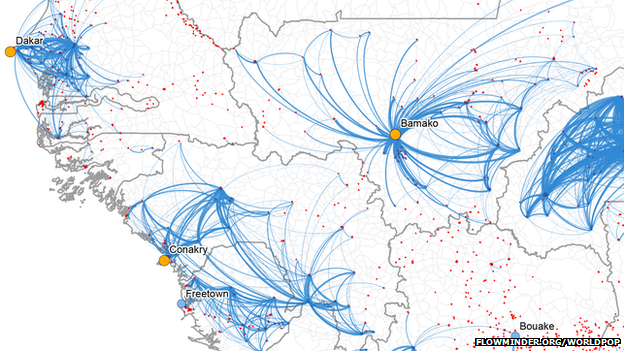 Dakar
Bamako
Conakry
Freetown
Bouake
FLOWMINDER.ORG/WORLDPOP